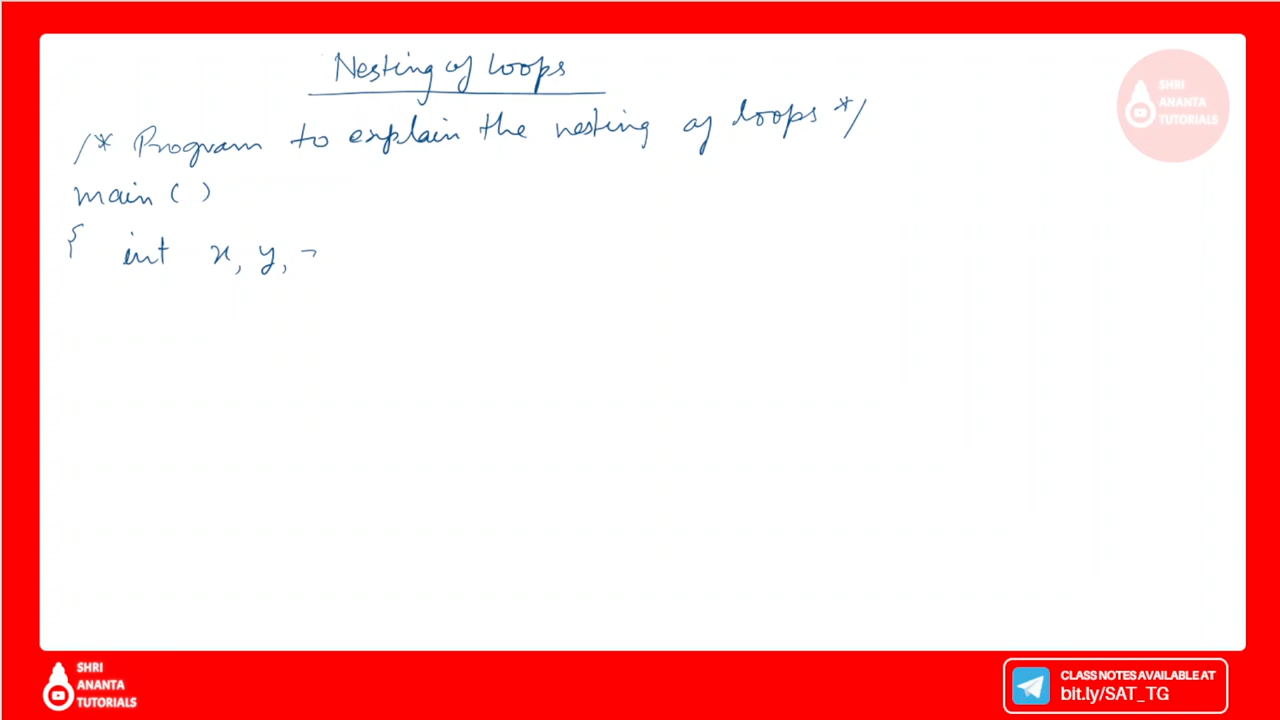 Nesting of loops
/* Program to explain the nesting of loops */
main ( )
{ int x, y,
SHRI
ANANTA
TUTORIALS
SHRI
ANANTA
TUTORIALS
CLASS NOTES AVAILABLE AT
bit.ly/SAT_TG